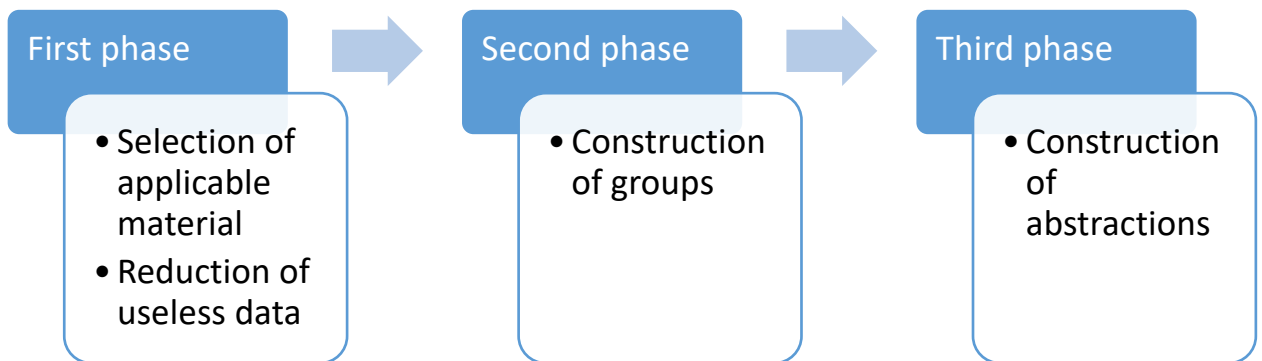 First phase
• Selection of
applicable
material
• Reduction of
useless data
Second phase
• Construction
of groups
Third phase
• Construction
of
abstractions